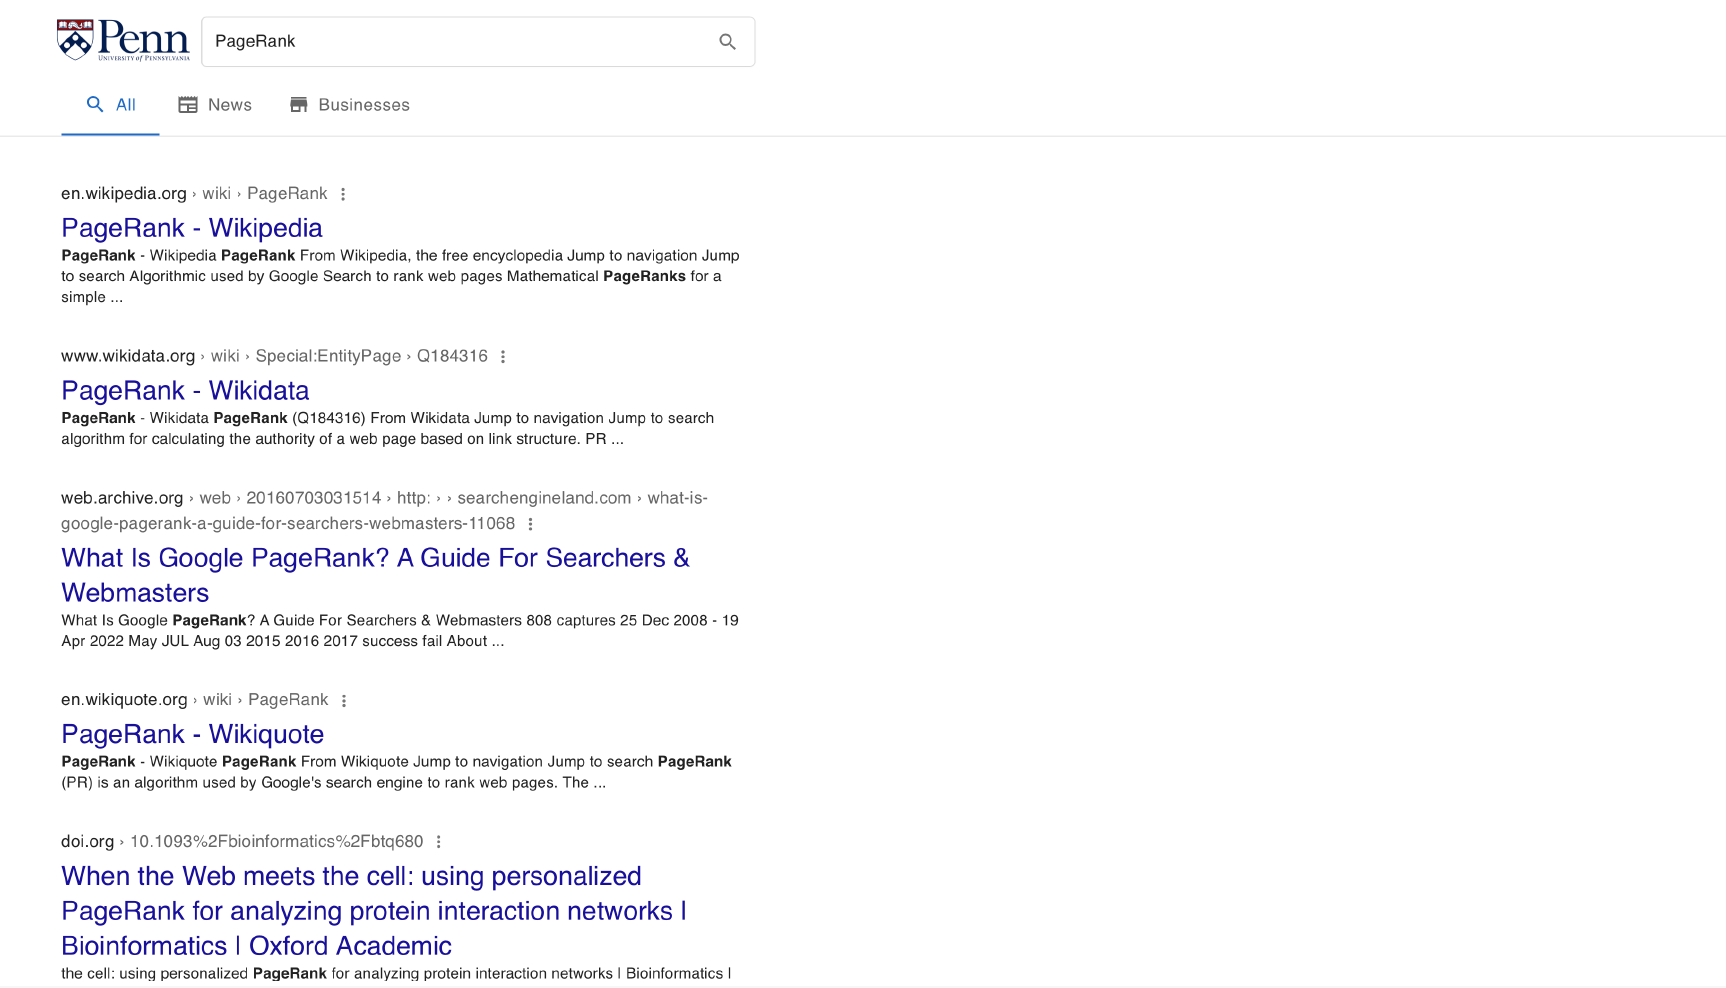 Penn
UNIVERSITY of PENNSYLVANIA
PageRank
All News Businesses
en.wikipedia.org › wiki › PageRank
PageRank - Wikipedia
PageRank - Wikipedia PageRank From Wikipedia, the free encyclopedia Jump to navigation Jump
to search Algorithmic used by Google Search to rank web pages Mathematical PageRanks for a
simple ...
www.wikidata.org › wiki › Special:EntityPage › Q184316
PageRank - Wikidata
PageRank - Wikidata PageRank (Q184316) From Wikidata Jump to navigation Jump to search
algorithm for calculating the authority of a web page based on link structure. PR ...
web.archive.org › web › 20160703031514 › http: › › searchengineland.com › what-is-
google-pagerank-a-guide-for-searchers-webmasters-11068
What Is Google PageRank? A Guide For Searchers &
Webmasters
What Is Google PageRank? A Guide For Searchers & Webmasters 808 captures 25 Dec 2008 - 19
Apr 2022 May JUL Aug 03 2015 2016 2017 success fail About ...
en.wikiquote.org › wiki › PageRank
PageRank - Wikiquote
PageRank - Wikiquote PageRank From Wikiquote Jump to navigation Jump to search PageRank
(PR) is an algorithm used by Google's search engine to rank web pages. The ...
doi.org › 10.1093%2Fbioinformatics%2Fbtq680
When the Web meets the cell: using personalized
PageRank for analyzing protein interaction networks |
Bioinformatics | Oxford Academic
the cell: using personalized PageRank for analyzing protein interaction networks | Bioinformatics |